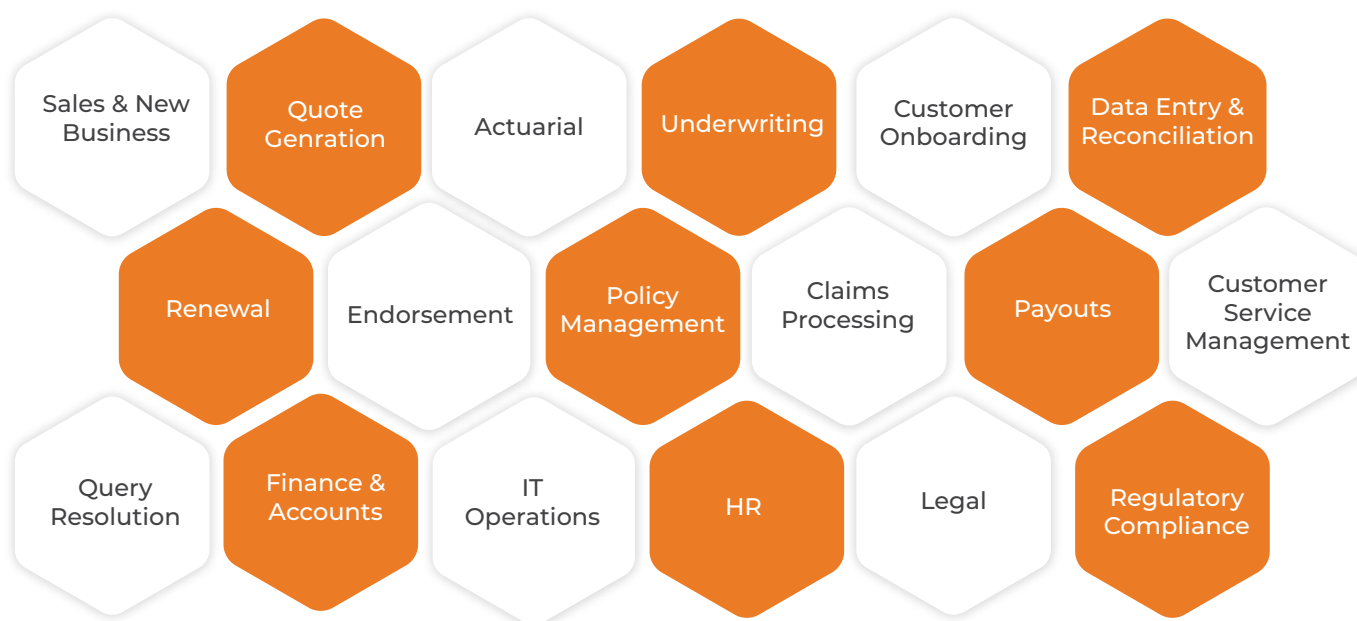 Sales & New
Business
Quote
Genration
Actuarial
Underwriting
Customer
Onboarding
Data Entry &
Reconciliation
Renewal
Endorsement
Policy
Management
Claims
Processing
Payouts
Customer
Service
Management
Query
Resolution
Finance &
Accounts
IT
Operations
HR
Legal
Regulatory
Compliance